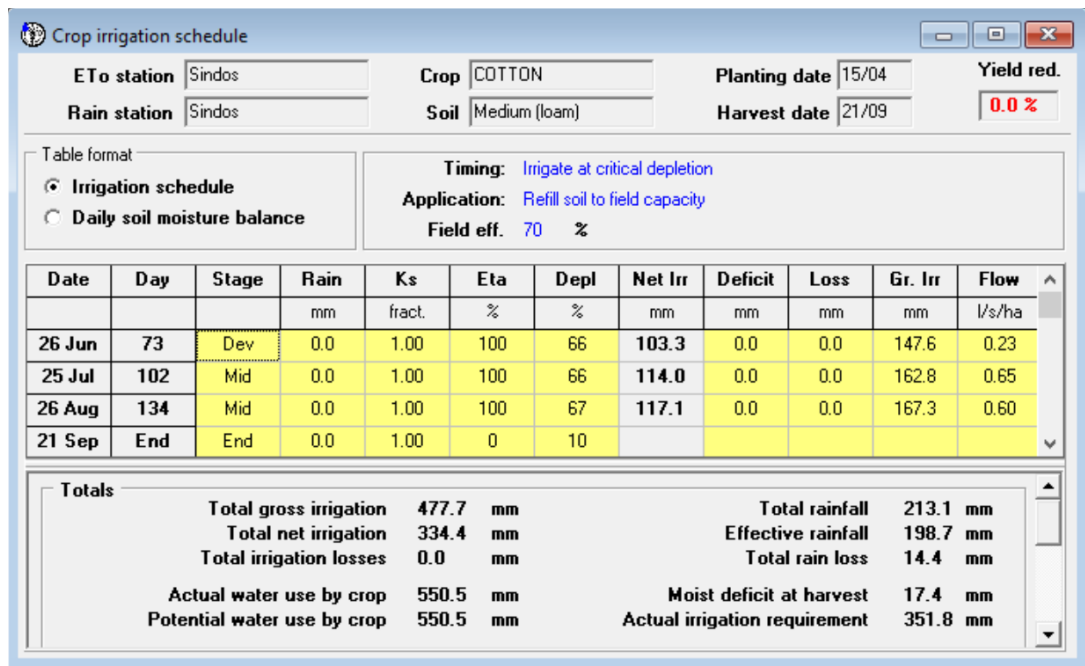 Crop irrigation schedule
ETo station Sindos Crop COTTON Planting date 15/04 Yield red.
Rain station Sindos Soil Medium (loam) Harvest date 21/09 0.0 %
Table format
Irrigation schedule
Daily soil moisture balance
Timing: Irrigate at critical depletion
Application: Refill soil to field capacity
Field eff. 70 %
Date Day Stage Rain Ks Eta Depl Net Irr Deficit Loss Gr. Irr Flow
mm fract. % % mm mm mm mm l/s/ha
26 Jun 73 Dev 0.0 1.00 100 66 103.3 0.0 0.0 147.6 0.23
25 Jul 102 Mid 0.0 1.00 100 66 114.0 0.0 0.0 162.8 0.65
26 Aug 134 Mid 0.0 1.00 100 67 117.1 0.0 0.0 167.3 0.60
21 Sep End End 0.0 1.00 0 10
Totals
Total gross irrigation 477.7 mm Total rainfall 213.1 mm
Total net irrigation 334.4 mm Effective rainfall 198.7 mm
Total irrigation losses 0.0 mm Total rain loss 14.4 mm
Actual water use by crop 550.5 mm Moist deficit at harvest 17.4 mm
Potential water use by crop 550.5 mm Actual irrigation requirement 351.8 mm